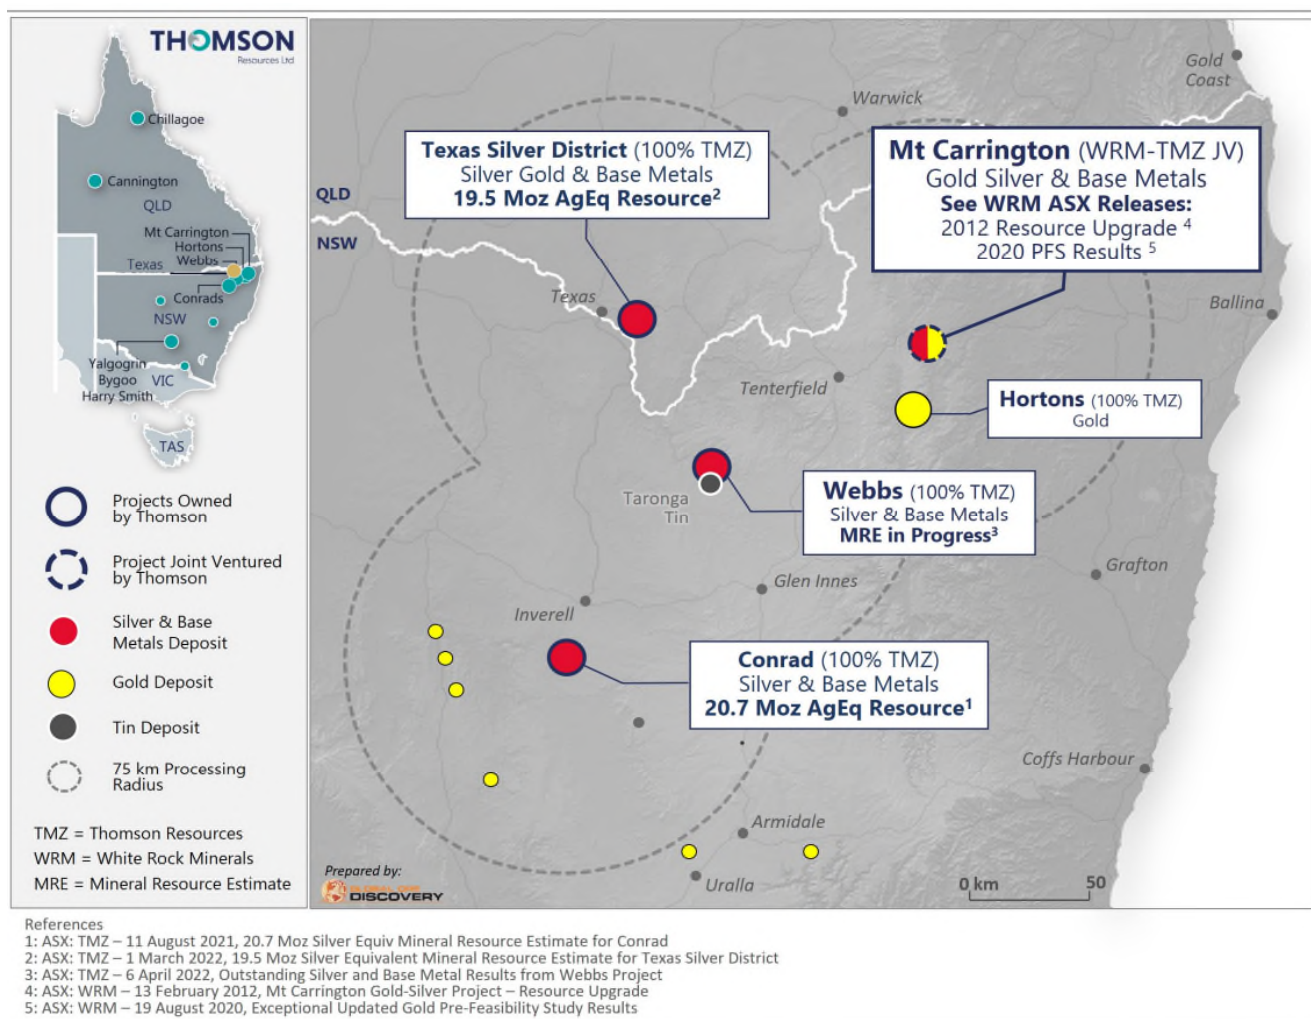 THOMSON
Resources Ltd
Chillagoe
Cannington
QLD
Mt Carrington
Hortons
Webbs
Texas
Conrads
NSW
Yalgogrin
Bygoo
Harry Smith
VIC
TAS
Projects Owned
by Thomson
Project Joint Ventured
by Thomson
Silver & Base
Metals Deposit
Gold Deposit
Tin Deposit
75 km Processing
Radius
TMZ = Thomson Resources
WRM = White Rock Minerals
MRE = Mineral Resource Estimate
Gold
Coast
Warwick
Texas Silver District (100% TMZ)
Silver Gold & Base Metals
19.5 Moz AgEq Resource2
Mt Carrington (WRM-TMZ JV)
Gold Silver & Base Metals
See WRM ASX Releases:
2012 Resource Upgrade 4
2020 PFS Results 5
QLD
NSW
Texas
Ballina
Tenterfield
Hortons (100% TMZ)
Gold
Taronga
Tin
Webbs (100% TMZ)
Silver & Base Metals
MRE in Progress3
Grafton
Glen Innes
Inverell
Conrad (100% TMZ)
Silver & Base Metals
20.7 Moz AgEq Resource1
Coffs Harbour
Armidale
Uralla
Prepared by:
GLOBAL ORE
DISCOVERY
0 km 50
References
1: ASX: TMZ – 11 August 2021, 20.7 Moz Silver Equiv Mineral Resource Estimate for Conrad
2: ASX: TMZ – 1 March 2022, 19.5 Moz Silver Equivalent Mineral Resource Estimate for Texas Silver District
3: ASX: TMZ – 6 April 2022, Outstanding Silver and Base Metal Results from Webbs Project
4: ASX: WRM – 13 February 2012, Mt Carrington Gold-Silver Project – Resource Upgrade
5: ASX: WRM – 19 August 2020, Exceptional Updated Gold Pre-Feasibility Study Results